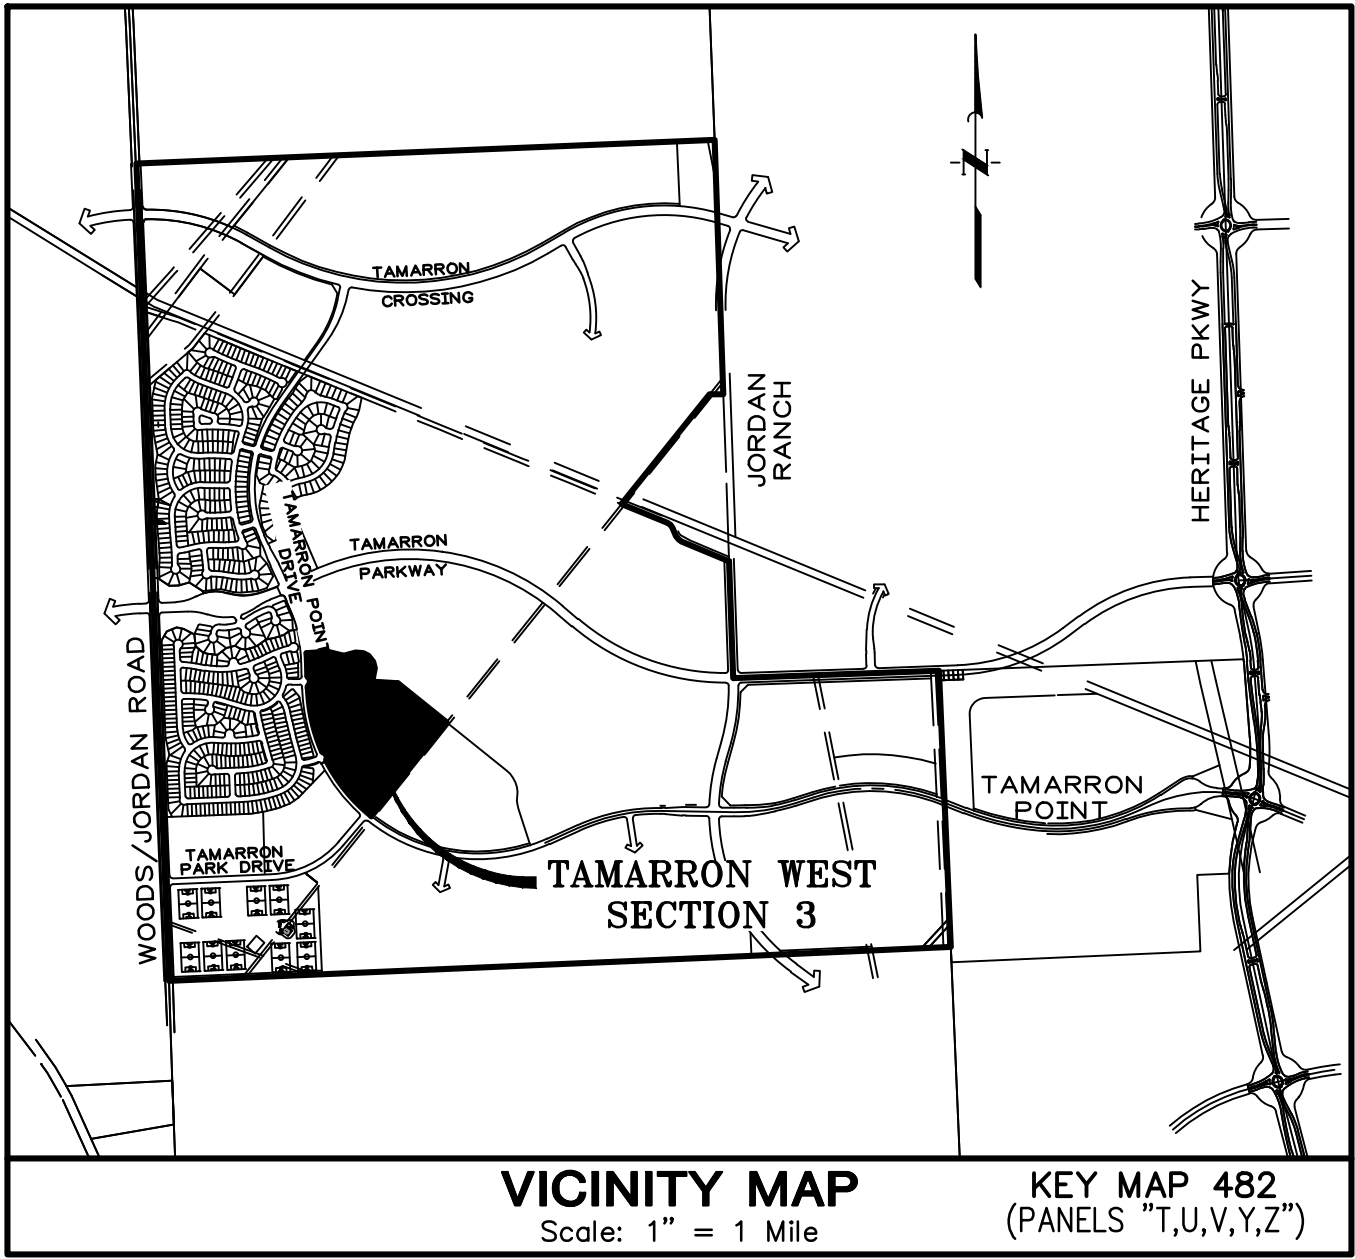 N
TAMARRON
CROSSING
HERITAGE PKWY
JORDAN
RANCH
TAMARRON POINT
DRIVE
TAMARRON
PARKWAY
WOODS/JORDAN ROAD
TAMARRON
POINT
TAMARRON
PARK DRIVE
TAMARRON WEST
SECTION 3
VICINITY MAP
Scale: 1" = 1 Mile
KEY MAP 482
(PANELS "T,U,V,Y,Z")